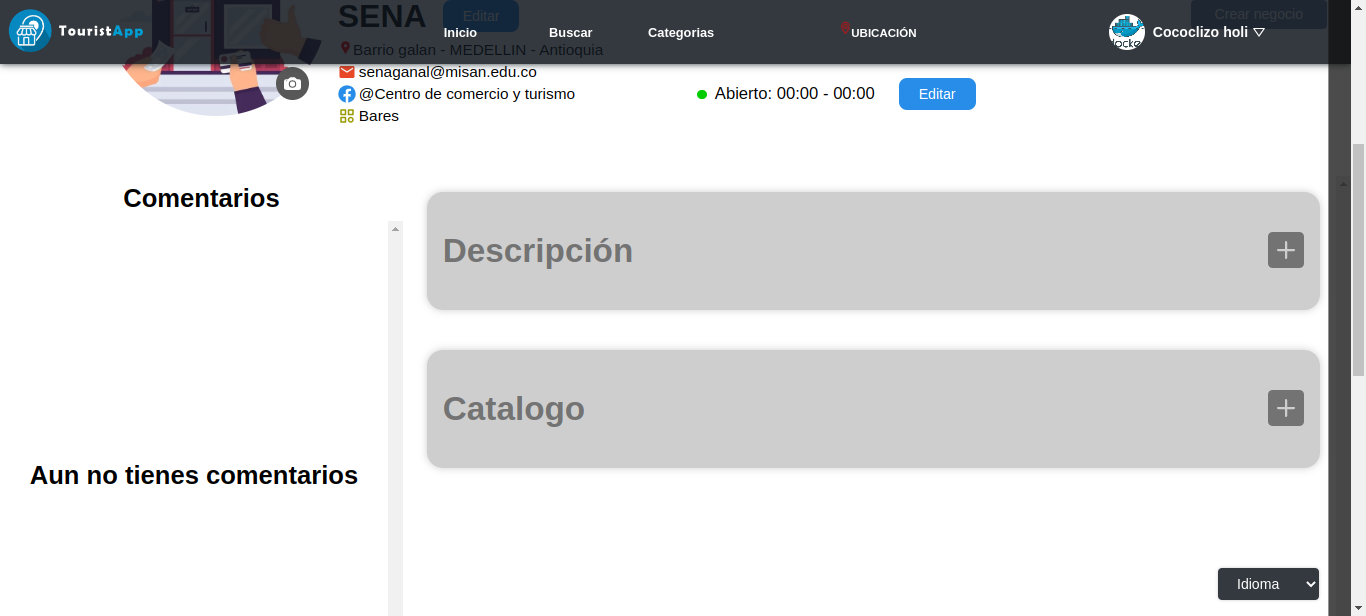 TouristApp
Inicio
Buscar
Categorias
UBICACIÓN
Cococlizo holi
Crear negocio
SENA
Editar
Barrio galan - MEDELLIN - Antioquia
senaganal@misan.edu.co
@Centro de comercio y turismo
Bares
Abierto: 00:00 - 00:00
Editar
Comentarios
Aun no tienes comentarios
Descripción
Catalogo
Idioma